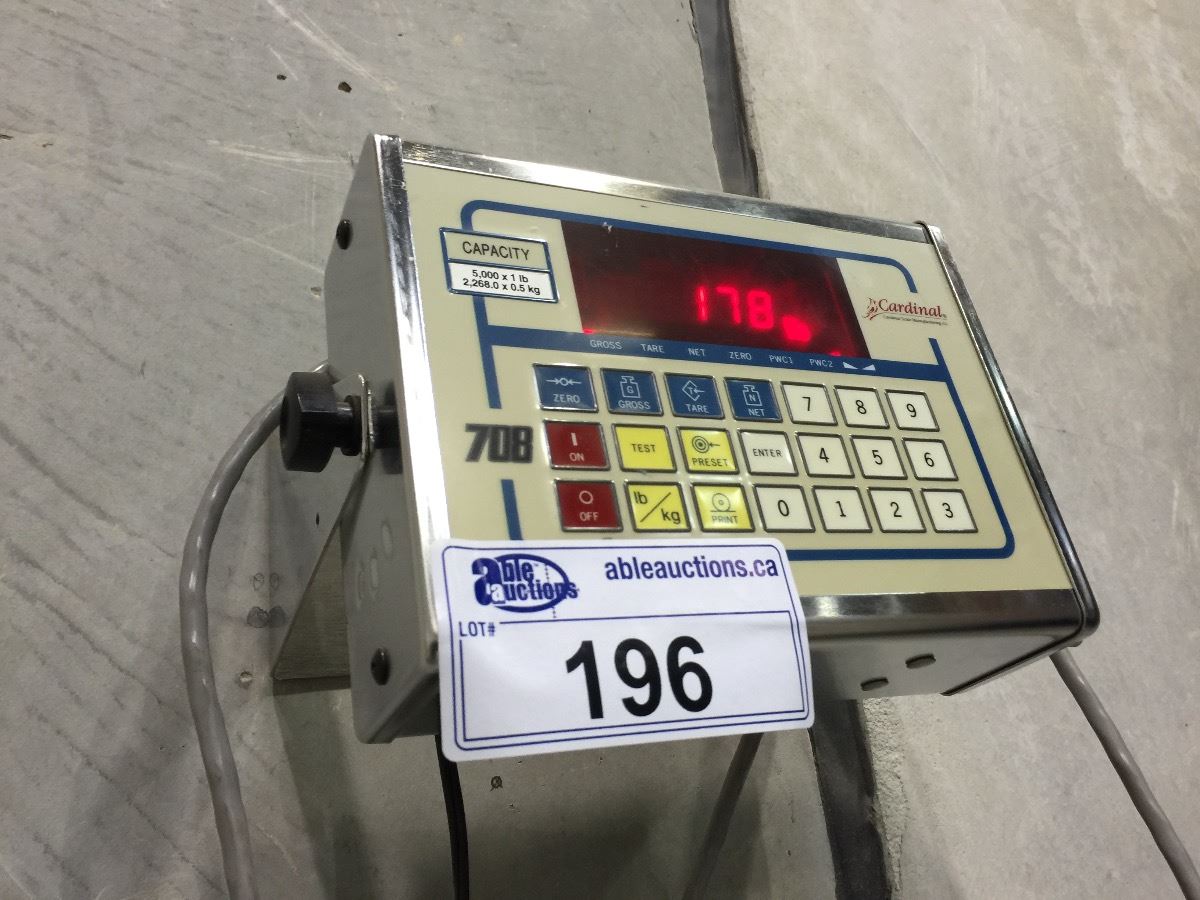 CAPACITY
5,000 x 1 lb
2,268.0 x 0.5 kg
178
Cardinal
GROSS TARE NET ZERO PWC1 PWC2
ZERO
G
GROSS
T
TARE
N
NET
7 8 9
708
I
ON
TEST
PRESET
ENTER
4 5 6
O
OFF
lb/kg
PRINT
0 1 2 3
able auctions
ableauctions.ca
LOT#
196